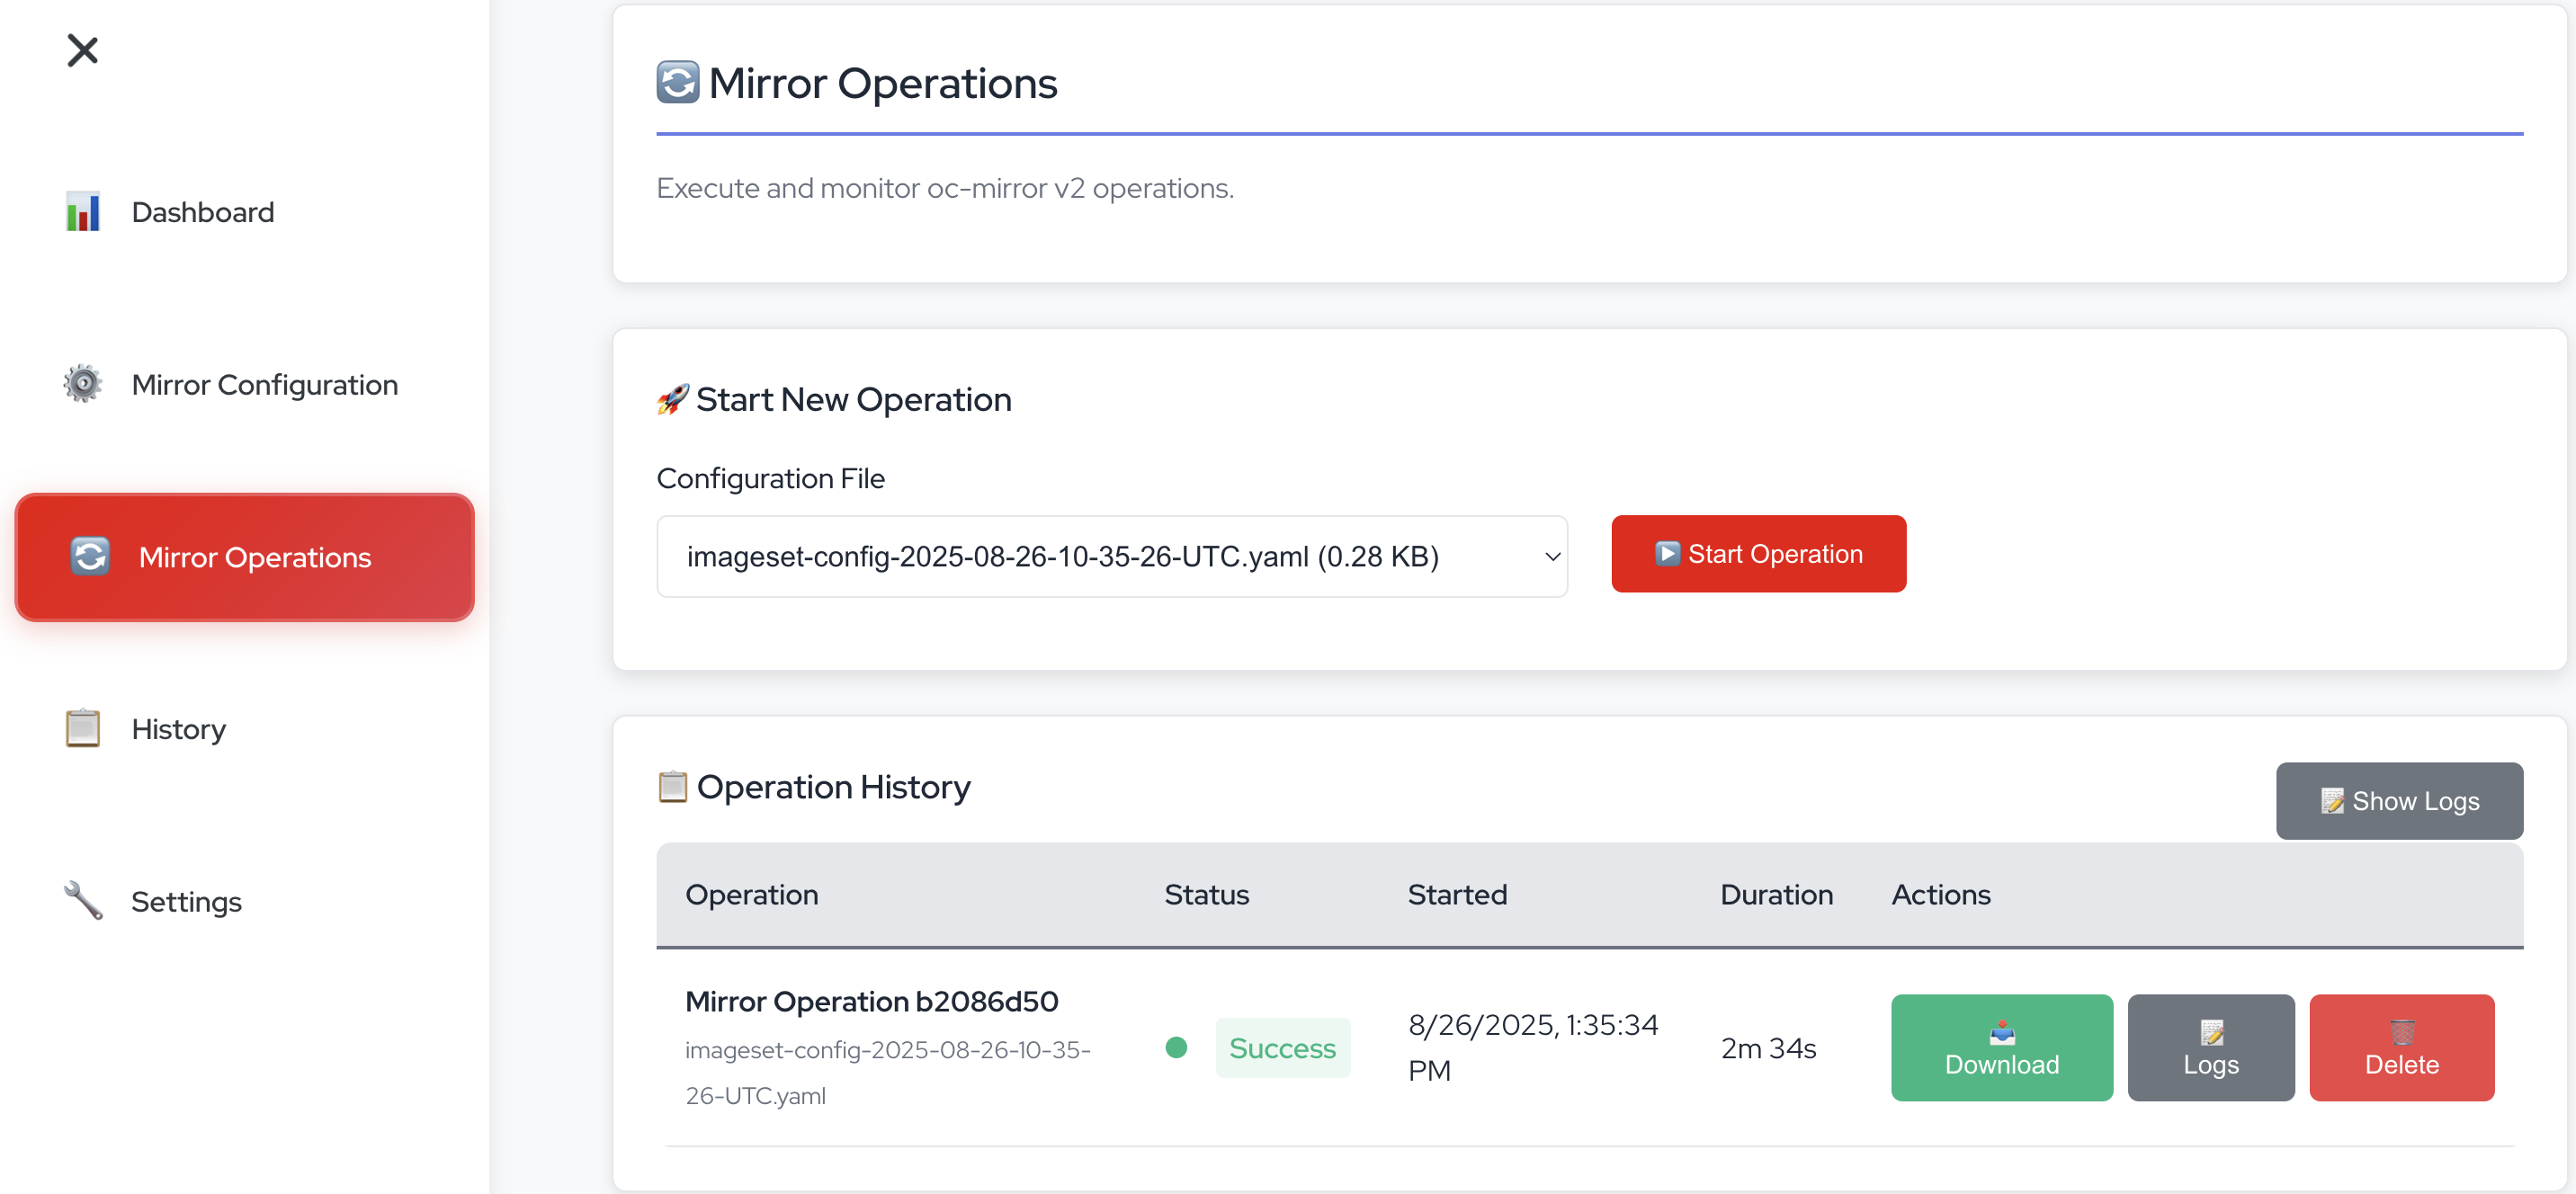 Dashboard
Mirror Configuration
Mirror Operations
History
Settings
Mirror Operations
Execute and monitor oc-mirror v2 operations.
Start New Operation
Configuration File
imageset-config-2025-08-26-10-35-26-UTC.yaml (0.28 KB)
Start Operation
Operation History
Show Logs
Operation Status Started Duration Actions
Mirror Operation b2086d50
imageset-config-2025-08-26-10-35-
26-UTC.yaml
Success
8/26/2025, 1:35:34
PM
2m 34s
Download
Logs
Delete